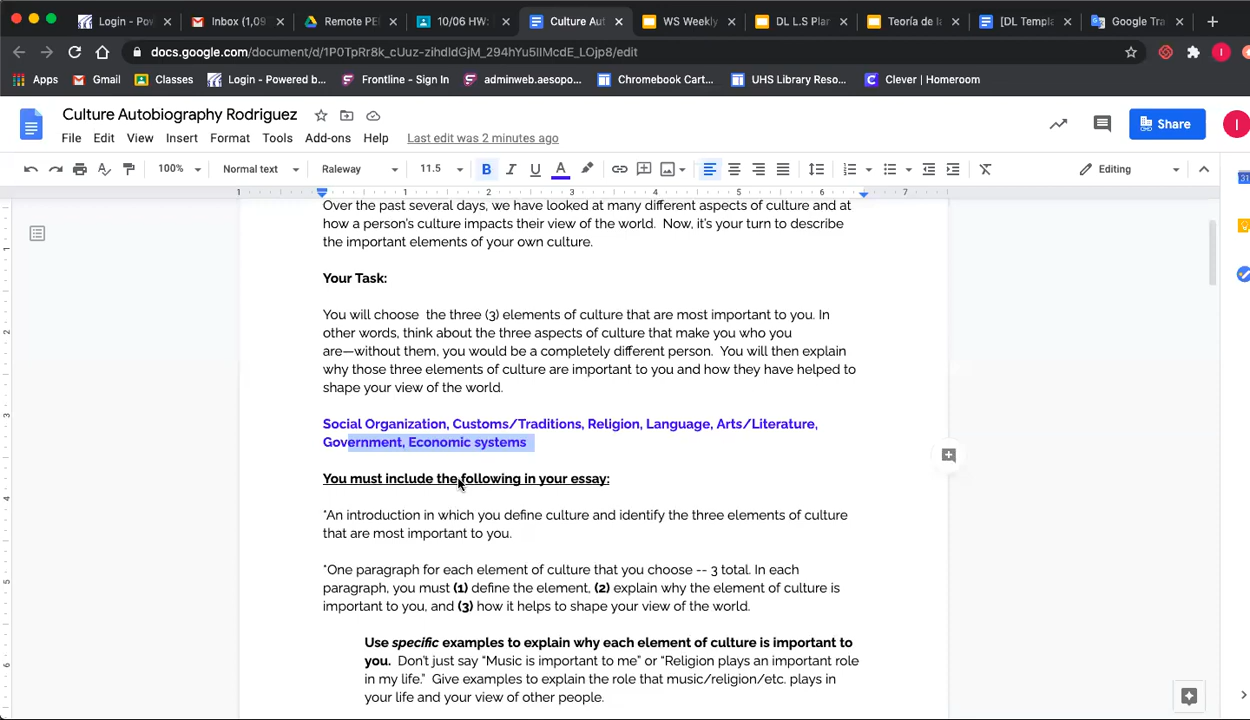 Login - Pow
Inbox (1,09
Remote PE
10/06 HW:
Culture Aut
WS Weekly
DL L.S Plan
Teoría de la
[DL Templa
Google Tra
docs.google.com/document/d/1P0TpRr8k_cUuz-zihdIdGjM_294hYu5lIMcdE_LOjp8/edit
Apps
Gmail
Classes
Login - Powered b...
Frontline - Sign In
adminweb.aesopo...
Chromebook Cart...
UHS Library Reso...
Clever | Homeroom
Culture Autobiography Rodriguez
File Edit View Insert Format Tools Add-ons Help Last edit was 2 minutes ago
Share
100% Normal text Raleway 11.5 B I U A Editing
1 1 2 3 4 5 6 7
Over the past several days, we have looked at many different aspects of culture and at
how a person's culture impacts their view of the world. Now, it's your turn to describe
the important elements of your own culture.
Your Task:
You will choose the three (3) elements of culture that are most important to you. In
other words, think about the three aspects of culture that make you who you
are—without them, you would be a completely different person. You will then explain
why those three elements of culture are important to you and how they have helped to
shape your view of the world.
Social Organization, Customs/Traditions, Religion, Language, Arts/Literature,
Government, Economic systems
You must include the following in your essay:
*An introduction in which you define culture and identify the three elements of culture
that are most important to you.
*One paragraph for each element of culture that you choose -- 3 total. In each
paragraph, you must (1) define the element, (2) explain why the element of culture is
important to you, and (3) how it helps to shape your view of the world.
Use specific examples to explain why each element of culture is important to
you. Don't just say “Music is important to me” or “Religion plays an important role
in my life.” Give examples to explain the role that music/religion/etc. plays in
your life and your view of other people.